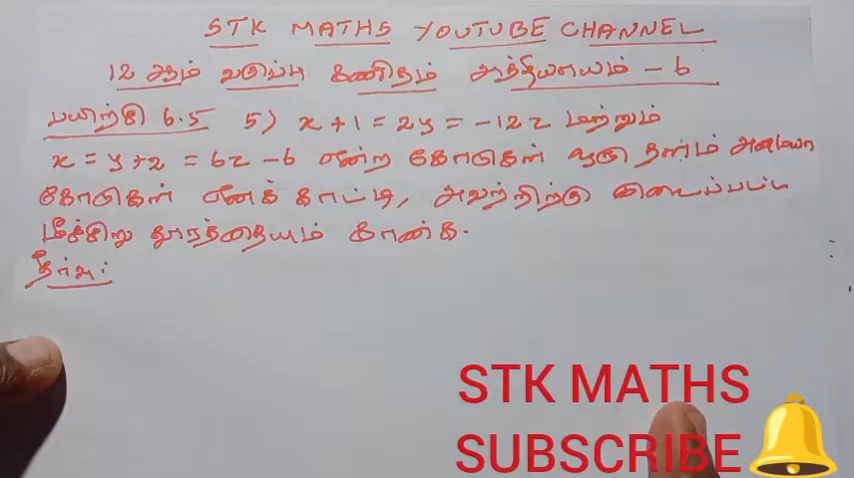 STK MATHS YOUTUBE CHANNEL
12 ஆம் வகுப்பு கணிதம் அத்தியாயம் - 6
பயிற்சி 6.5 5) x + 1 = 2y = -12z மற்றும்
x = y + 2 = 6z - 6 என்ற கோடுகள் ஒரு தளம் அமையா
கோடுகள் எனக் காட்டி, அவற்றிற்கு இடைப்பட்ட
மீச்சிறு தூரத்தையும் காண்க.
தீர்வு:
STK MATHS
SUBSCRIBE